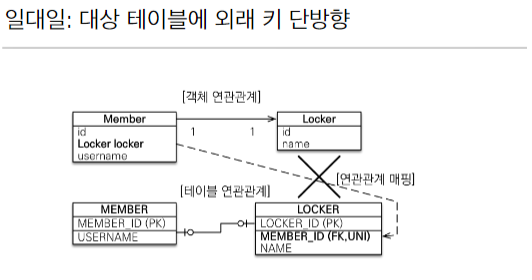 일대일: 대상 테이블에 외래 키 단방향
[객체 연관관계]
Member
id
Locker locker
username
1
1
Locker
id
name
[연관관계 매핑]
[테이블 연관관계]
MEMBER
MEMBER_ID (PK)
USERNAME
LOCKER
LOCKER_ID (PK)
MEMBER_ID (FK,UNI)
NAME